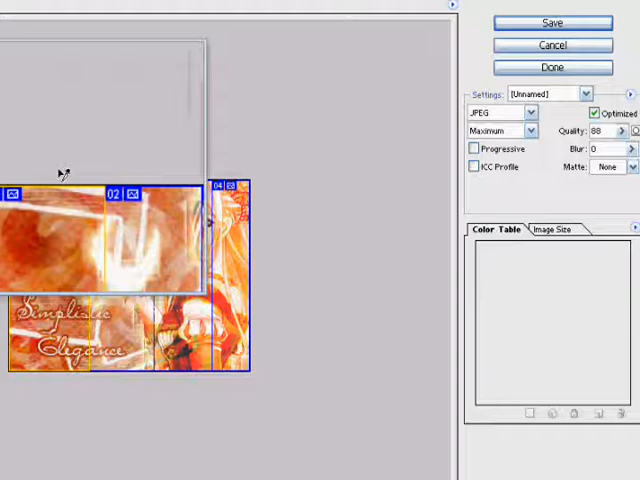 Save
Cancel
Done
Settings: [Unnamed]
JPEG
Optimized
Maximum
Quality: 88
Progressive
Blur: 0
ICC Profile
Matte: None
02
04
Color Table
Image Size
Simplistic
Elegance